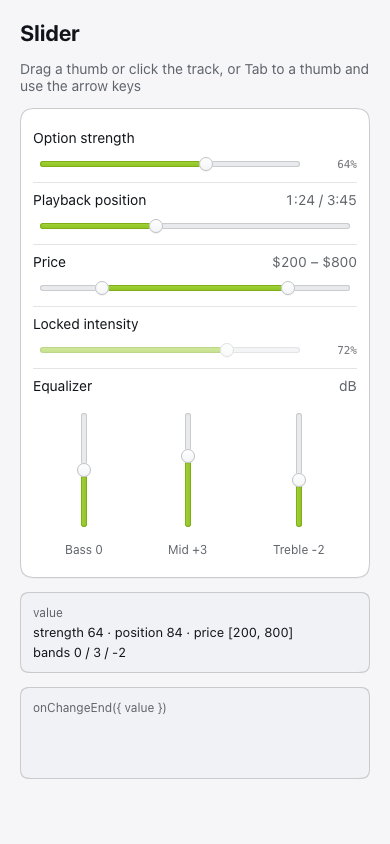 Slider
Drag a thumb or click the track, or Tab to a thumb and
use the arrow keys
Option strength
64%
Playback position 1:24 / 3:45
Price $200 – $800
Locked intensity
72%
Equalizer dB
Bass 0 Mid +3 Treble -2
value
strength 64 · position 84 · price [200, 800]
bands 0 / 3 / -2
onChangeEnd({ value })